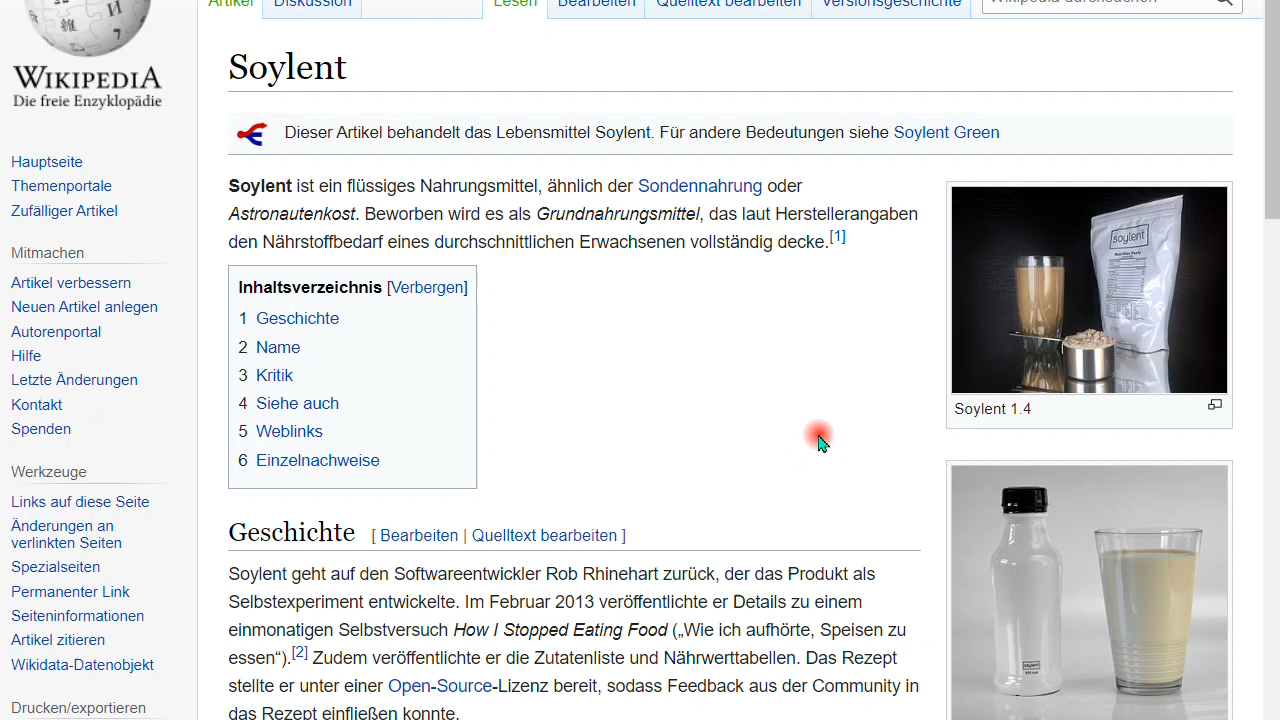 Artikel
Diskussion
Lesen
Bearbeiten
Quelltext bearbeiten
Versionsgeschichte
Wikipedia durchsuchen
WIKIPEDIA
Die freie Enzyklopädie
Hauptseite
Themenportale
Zufälliger Artikel
Mitmachen
Artikel verbessern
Neuen Artikel anlegen
Autorenportal
Hilfe
Letzte Änderungen
Kontakt
Spenden
Werkzeuge
Links auf diese Seite
Änderungen an
verlinkten Seiten
Spezialseiten
Permanenter Link
Seiteninformationen
Artikel zitieren
Wikidata-Datenobjekt
Drucken/exportieren
Soylent
Dieser Artikel behandelt das Lebensmittel Soylent. Für andere Bedeutungen siehe Soylent Green
Soylent ist ein flüssiges Nahrungsmittel, ähnlich der Sondennahrung oder
Astronautenkost. Beworben wird es als Grundnahrungsmittel, das laut Herstellerangaben
den Nährstoffbedarf eines durchschnittlichen Erwachsenen vollständig decke.[1]
Inhaltsverzeichnis [Verbergen]
1 Geschichte
2 Name
3 Kritik
4 Siehe auch
5 Weblinks
6 Einzelnachweise
soylent
Nutrition Facts
Soylent 1.4
Geschichte [ Bearbeiten | Quelltext bearbeiten ]
Soylent geht auf den Softwareentwickler Rob Rhinehart zurück, der das Produkt als
Selbstexperiment entwickelte. Im Februar 2013 veröffentlichte er Details zu einem
einmonatigen Selbstversuch How I Stopped Eating Food („Wie ich aufhörte, Speisen zu
essen“).[2] Zudem veröffentlichte er die Zutatenliste und Nährwerttabellen. Das Rezept
stellte er unter einer Open-Source-Lizenz bereit, sodass Feedback aus der Community in
das Rezept einfließen konnte.
soylent